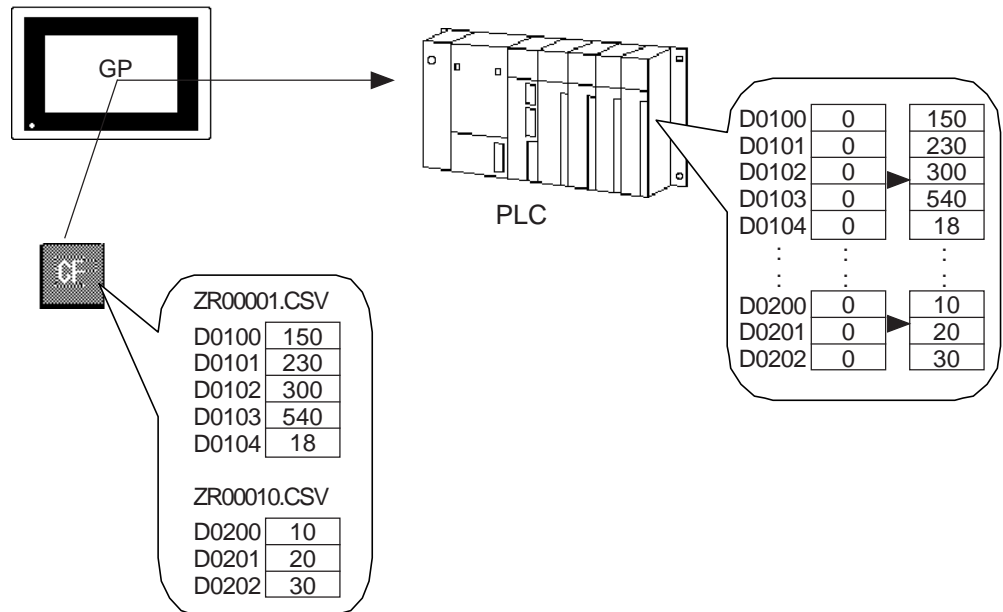 GP
PLC
CF
ZR00001.CSV
D0100 150
D0101 230
D0102 300
D0103 540
D0104 18
ZR00010.CSV
D0200 10
D0201 20
D0202 30
D0100 0 150
D0101 0 230
D0102 0 300
D0103 0 540
D0104 0 18
: : :
D0200 0 10
D0201 0 20
D0202 0 30